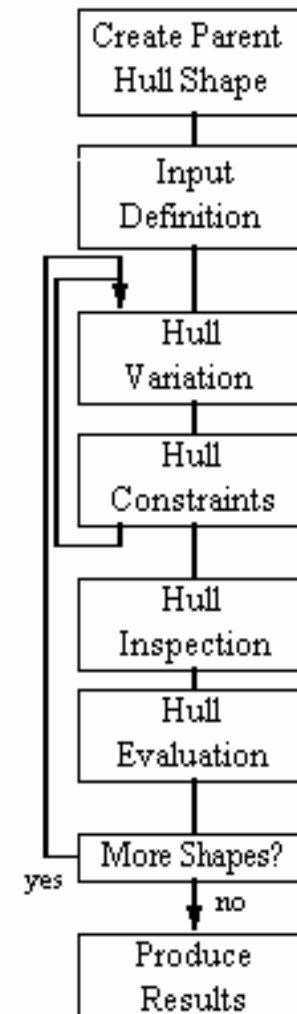 Create Parent
Hull Shape
Input
Definition
Hull
Variation
Hull
Constraints
Hull
Inspection
Hull
Evaluation
More Shapes?
yes
no
Produce
Results